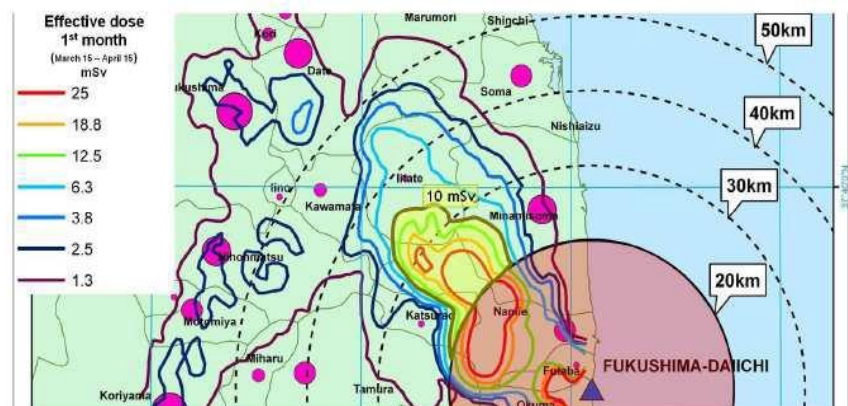 Effective dose
1st month
(March 15 – April 15)
mSv
25
18.8
12.5
6.3
3.8
2.5
1.3
Marumori
Shinchi
50km
Kori
Date
ukushima
Soma
40km
Nishiaizu
Iitate
Iino
Kawamata
10 mSv
30km
Minamisoma
Nihonmatsu
20km
Motomiya
Katsurao
Namie
Miharu
Futaba
FUKUSHIMA-DAIICHI
Koriyama
Tamura
Okuma